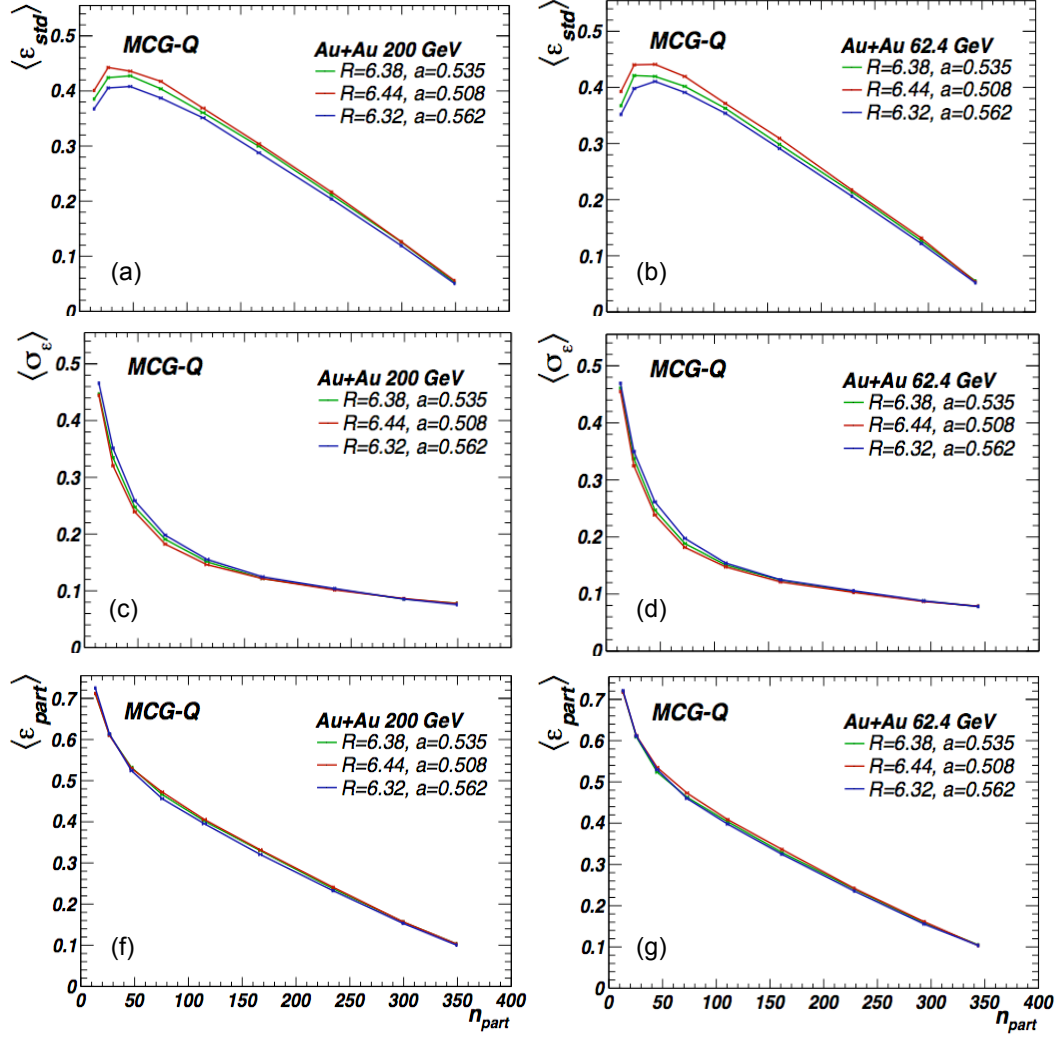 ⟨ε_std⟩
MCG-Q
Au+Au 200 GeV
R=6.38, a=0.535
R=6.44, a=0.508
R=6.32, a=0.562
0.5
0.4
0.3
0.2
0.1
0
(a)
⟨ε_std⟩
MCG-Q
Au+Au 62.4 GeV
R=6.38, a=0.535
R=6.44, a=0.508
R=6.32, a=0.562
0.5
0.4
0.3
0.2
0.1
0
(b)
⟨σ_ε⟩
MCG-Q
Au+Au 200 GeV
R=6.38, a=0.535
R=6.44, a=0.508
R=6.32, a=0.562
0.5
0.4
0.3
0.2
0.1
0
(c)
⟨σ_ε⟩
MCG-Q
Au+Au 62.4 GeV
R=6.38, a=0.535
R=6.44, a=0.508
R=6.32, a=0.562
0.5
0.4
0.3
0.2
0.1
0
(d)
⟨ε_part⟩
MCG-Q
Au+Au 200 GeV
R=6.38, a=0.535
R=6.44, a=0.508
R=6.32, a=0.562
0.7
0.6
0.5
0.4
0.3
0.2
0.1
0
(f)
0 50 100 150 200 250 300 350 400
n_part
⟨ε_part⟩
MCG-Q
Au+Au 62.4 GeV
R=6.38, a=0.535
R=6.44, a=0.508
R=6.32, a=0.562
0.7
0.6
0.5
0.4
0.3
0.2
0.1
0
(g)
0 50 100 150 200 250 300 350 400
n_part